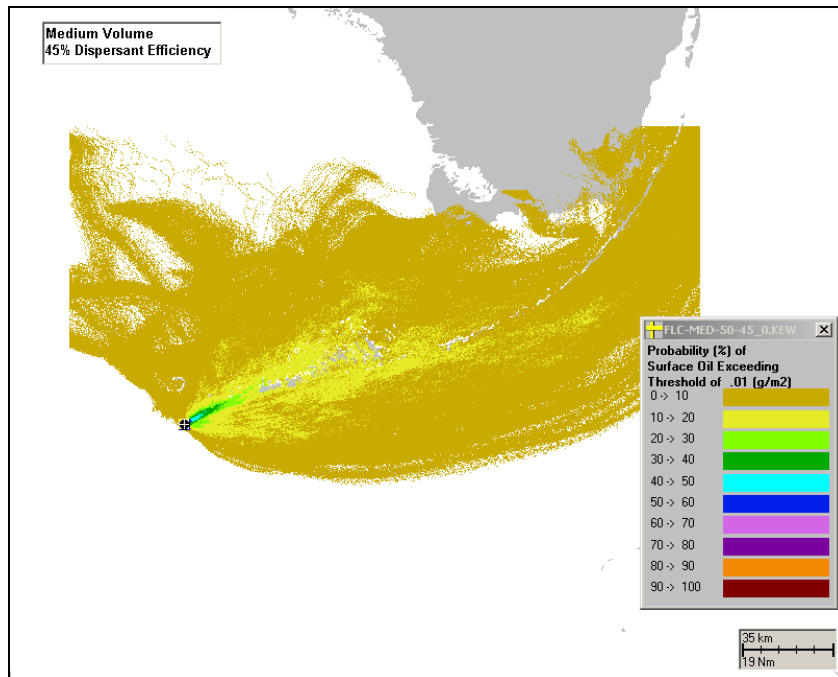 Medium Volume
45% Dispersant Efficiency
FLC-MED-50-45_0.KEW
Probability (%) of
Surface Oil Exceeding
Threshold of .01 (g/m2)
0 -> 10
10 -> 20
20 -> 30
30 -> 40
40 -> 50
50 -> 60
60 -> 70
70 -> 80
80 -> 90
90 -> 100
35 km
19 Nm